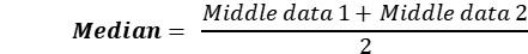 Median = Middle data 1 + Middle data 2
2